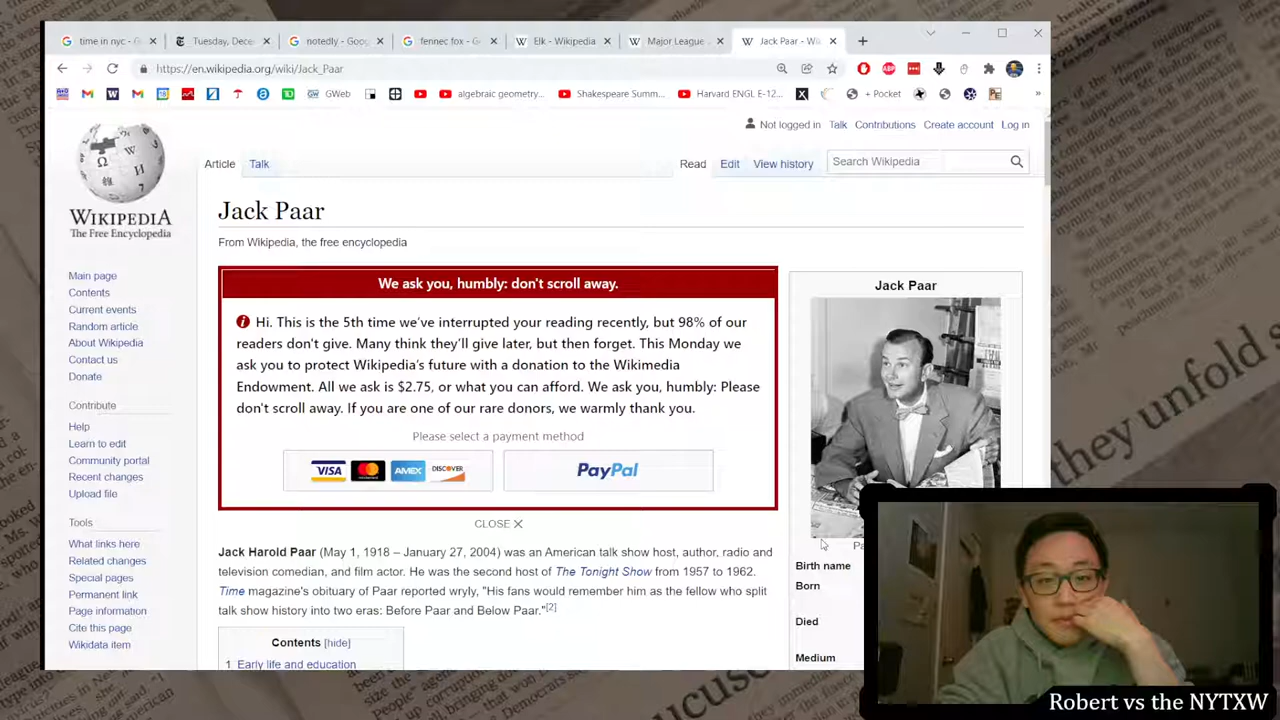 time in nyc - G
Tuesday, Dece
notedly - Goog
fennec fox - G
Elk - Wikipedia
Major League
Jack Paar - Wi
https://en.wikipedia.org/wiki/Jack_Paar
GWeb
algebraic geometry...
Shakespeare Summ...
Harvard ENGL E-12...
+ Pocket
Not logged in Talk Contributions Create account Log in
Article Talk
Read Edit View history
Search Wikipedia
WIKIPEDIA
The Free Encyclopedia
Main page
Contents
Current events
Random article
About Wikipedia
Contact us
Donate
Contribute
Help
Learn to edit
Community portal
Recent changes
Upload file
Tools
What links here
Related changes
Special pages
Permanent link
Page information
Cite this page
Wikidata item
Jack Paar
From Wikipedia, the free encyclopedia
We ask you, humbly: don't scroll away.
Hi. This is the 5th time we've interrupted your reading recently, but 98% of our
readers don't give. Many think they'll give later, but then forget. This Monday we
ask you to protect Wikipedia's future with a donation to the Wikimedia
Endowment. All we ask is $2.75, or what you can afford. We ask you, humbly: Please
don't scroll away. If you are one of our rare donors, we warmly thank you.
Please select a payment method
VISA AMEX DISCOVER
PayPal
CLOSE
Jack Harold Paar (May 1, 1918 – January 27, 2004) was an American talk show host, author, radio and
television comedian, and film actor. He was the second host of The Tonight Show from 1957 to 1962.
Time magazine's obituary of Paar reported wryly, "His fans would remember him as the fellow who split
talk show history into two eras: Before Paar and Below Paar."[2]
Contents [hide]
1 Early life and education
Jack Paar
Pa
Birth name
Born
Died
Medium
they unfold s
Robert vs the NYTXW